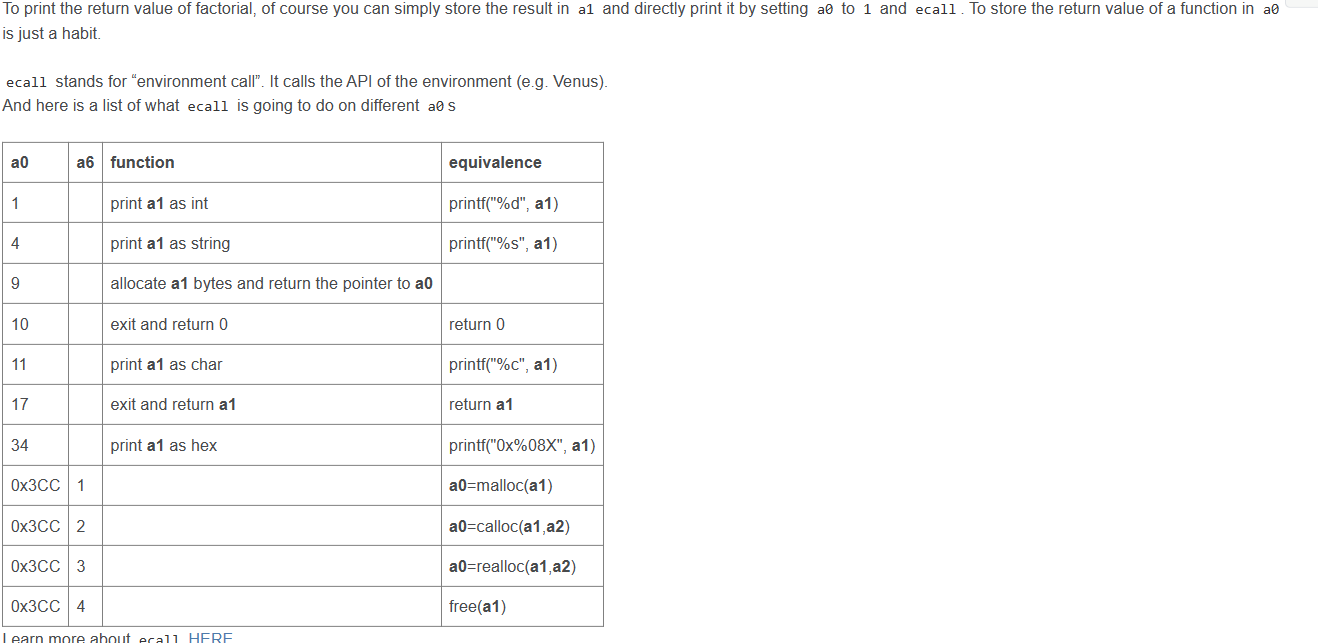 To print the return value of factorial, of course you can simply store the result in a1 and directly print it by setting a0 to 1 and ecall. To store the return value of a function in a0
is just a habit.
ecall stands for “environment call”. It calls the API of the environment (e.g. Venus).
And here is a list of what ecall is going to do on different a0 s
a0 a6 function equivalence
1 print a1 as int printf("%d", a1)
4 print a1 as string printf("%s", a1)
9 allocate a1 bytes and return the pointer to a0
10 exit and return 0 return 0
11 print a1 as char printf("%c", a1)
17 exit and return a1 return a1
34 print a1 as hex printf("0x%08X", a1)
0x3CC 1 a0=malloc(a1)
0x3CC 2 a0=calloc(a1,a2)
0x3CC 3 a0=realloc(a1,a2)
0x3CC 4 free(a1)
Learn more about ecall HERE